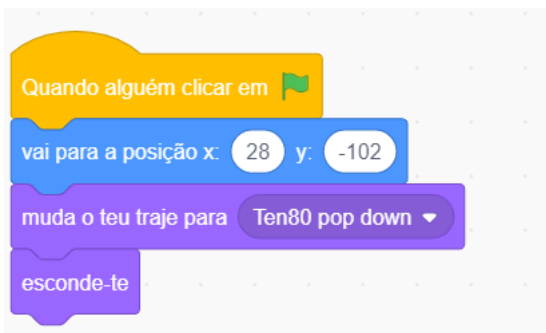 Quando alguém clicar em
vai para a posição x: 28 y: -102
muda o teu traje para Ten80 pop down
esconde-te